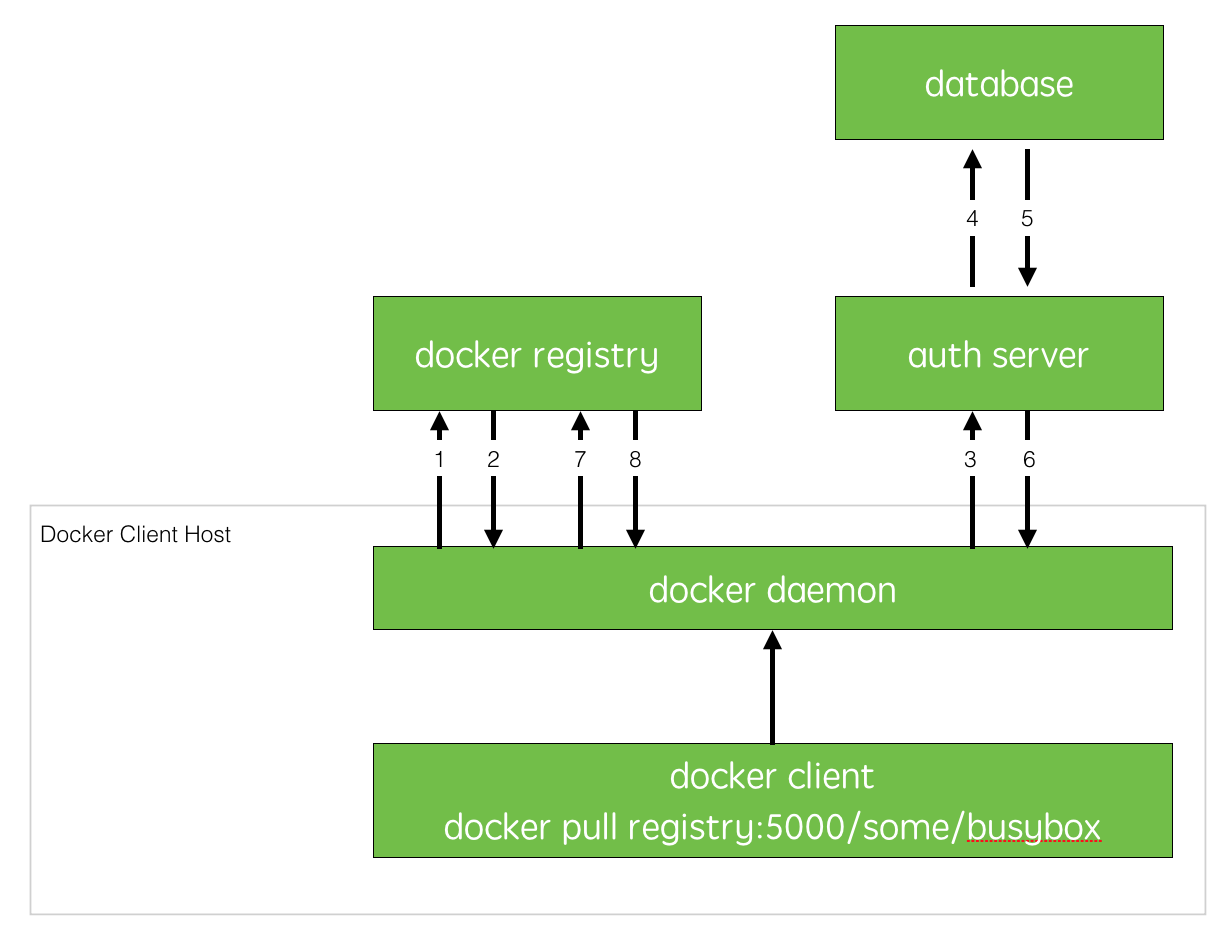 database
4 5
docker registry
auth server
1 2 7 8 3 6
Docker Client Host
docker daemon
docker client
docker pull registry:5000/some/busybox